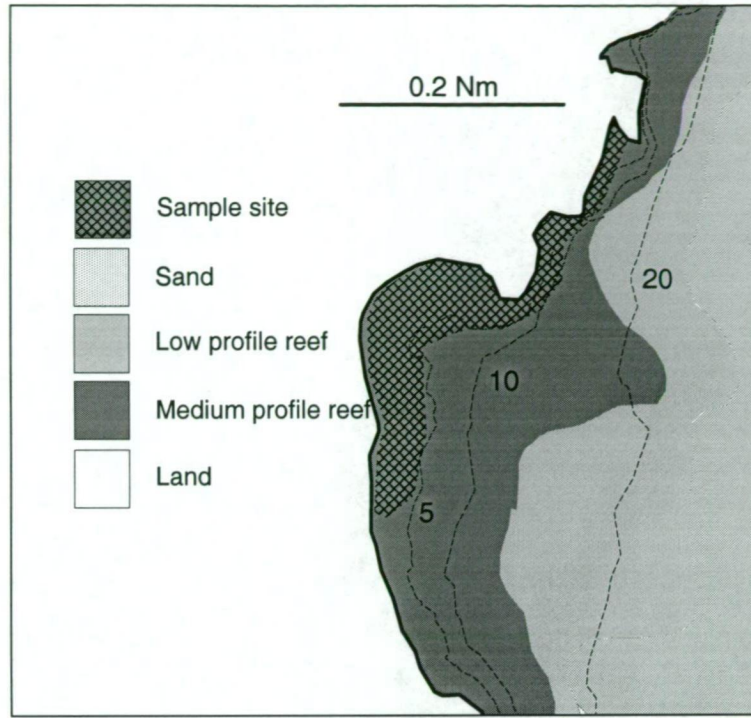 0.2 Nm
Sample site
Sand
20
Low profile reef
10
Medium profile reef
Land
5